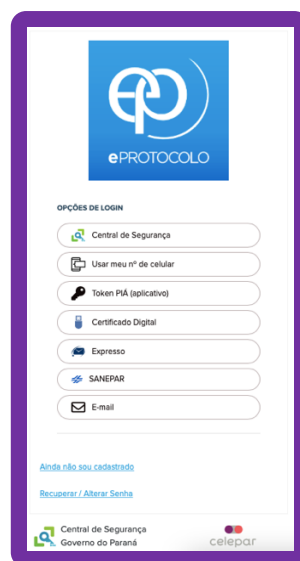 ep
ePROTOCOLO
OPÇÕES DE LOGIN
Central de Segurança
Usar meu nº de celular
Token PIÁ (aplicativo)
Certificado Digital
Expresso
SANEPAR
E-mail
Ainda não sou cadastrado
Recuperar / Alterar Senha
Central de Segurança
Governo do Paraná
celepar